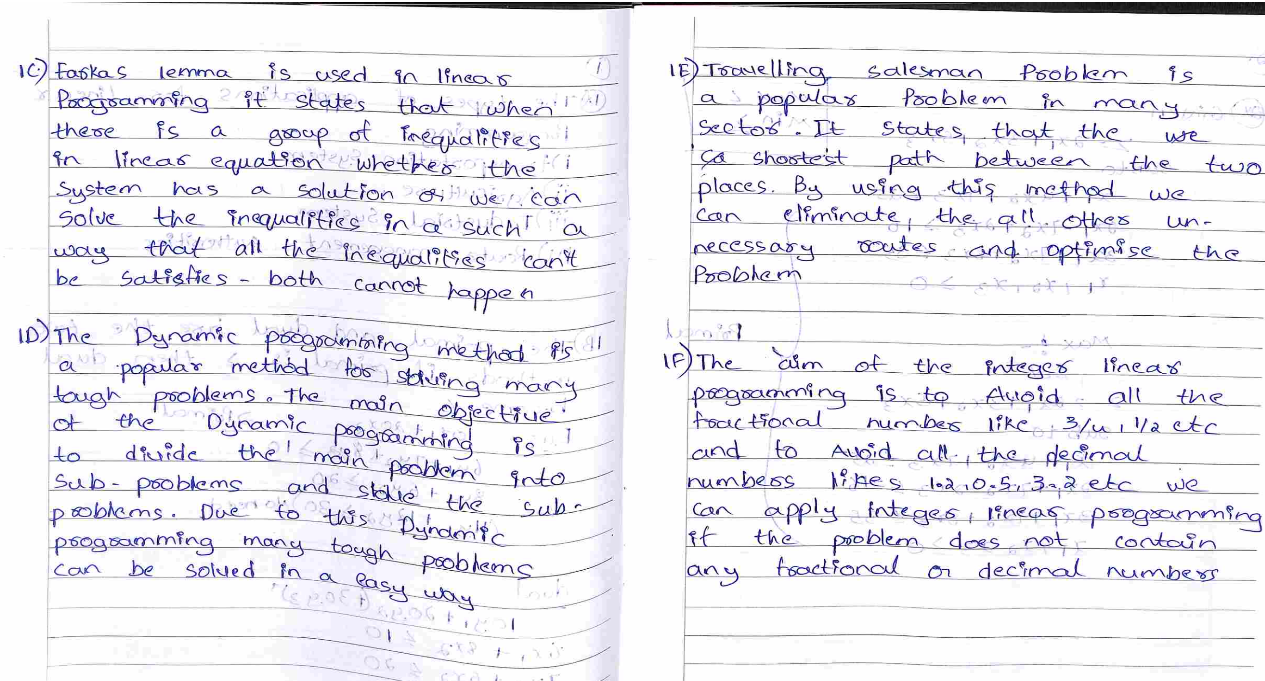 1C) Farkas lemma is used in linear
Programming it states that when
there is a group of inequalities
in linear equation whether the
System has a solution or we can
Solve the inequalities in a such a
way that all the inequalities can't
be satisfies - both cannot happen
1D) The Dynamic programming method is
a popular method for solving many
tough problems. The main objective
of the Dynamic programming is
to divide the main problem into
Sub-problems and solve the sub-
problems. Due to this Dynamic
programming many tough problems
can be solved in a easy way
1E) Travelling salesman Problem is
a popular Problem in many
sector. It states, that the we
ca shortest path between the two
places. By using this method we
can eliminate, the all other un-
necessary routes and optimise the
Problem
1F) The aim of the integer linear
programming is to Avoid all the
fractional number like 3/4, 1/2 etc
and to Avoid all, the decimal
numbers likes 1.2, 0.5, 3.2 etc we
can apply integer, linear programming
if the problem does not contain
any fractional or decimal numbers